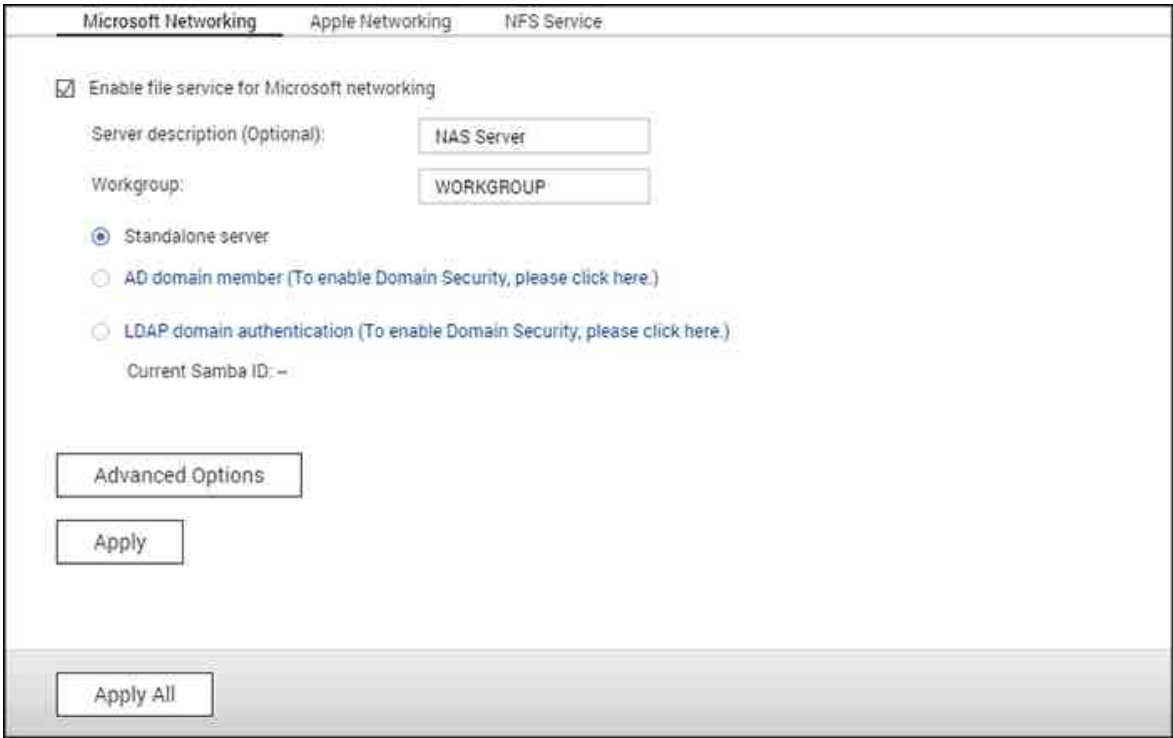 Microsoft Networking Apple Networking NFS Service
Enable file service for Microsoft networking
Server description (Optional): NAS Server
Workgroup: WORKGROUP
Standalone server
AD domain member (To enable Domain Security, please click here.)
LDAP domain authentication (To enable Domain Security, please click here.)
Current Samba ID: --
Advanced Options
Apply
Apply All